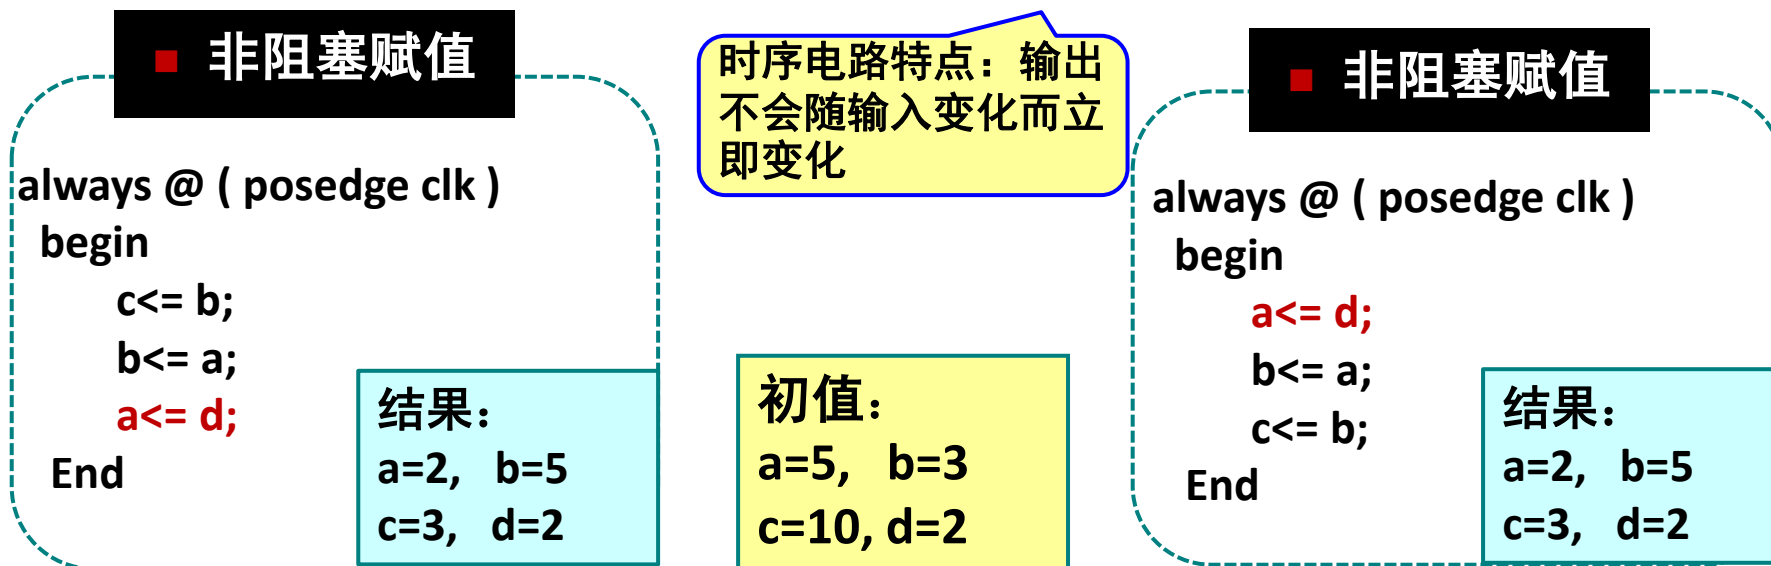 非阻塞赋值
always @ ( posedge clk )
begin
c<= b;
b<= a;
a<= d;
End
结果：
a=2, b=5
c=3, d=2
时序电路特点：输出
不会随输入变化而立
即变化
初值：
a=5, b=3
c=10, d=2
非阻塞赋值
always @ ( posedge clk )
begin
a<= d;
b<= a;
c<= b;
End
结果：
a=2, b=5
c=3, d=2